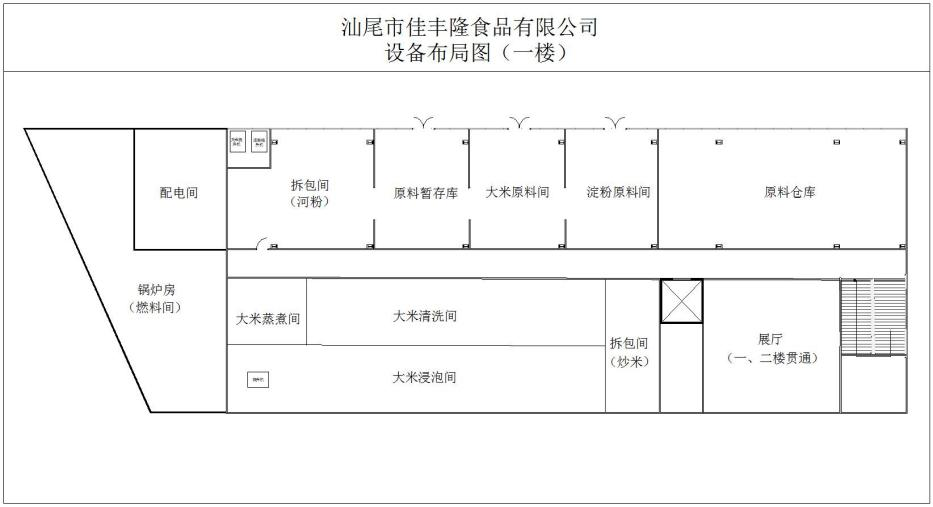 汕尾市佳丰隆食品有限公司
设备布局图（一楼）
配电间
拆包间
（河粉）
原料暂存库
大米原料间
淀粉原料间
原料仓库
锅炉房
（燃料间）
大米蒸煮间
大米清洗间
拆包间
（炒米）
展厅
（一、二楼贯通）
大米浸泡间